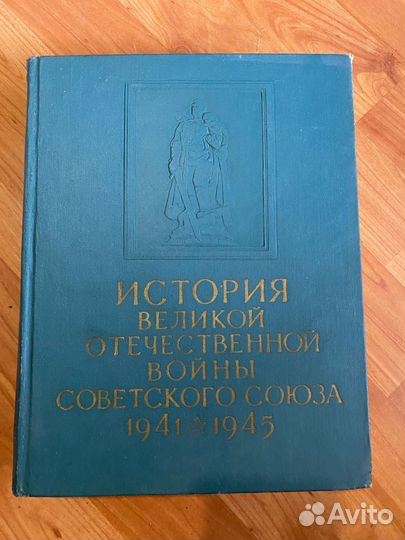 ИСТОРИЯ
ВЕЛИКОЙ
ОТЕЧЕСТВЕННОЙ
ВОЙНЫ
СОВЕТСКОГО СОЮЗА
1941 ☆ 1945
Avito